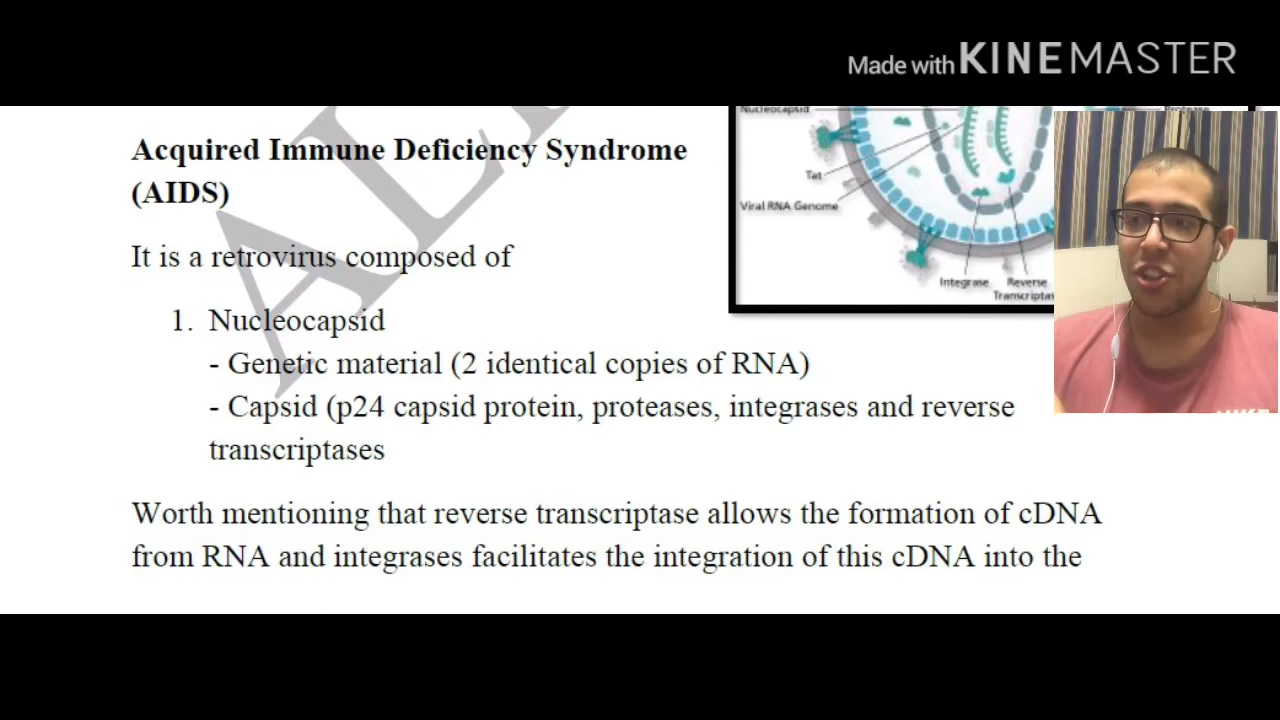 Made with KINEMASTER
Nucleocapsid
Protease
Acquired Immune Deficiency Syndrome
(AIDS)
Tat
Viral RNA Genome
It is a retrovirus composed of
Integrase
Reverse
1. Nucleocapsid
- Genetic material (2 identical copies of RNA)
- Capsid (p24 capsid protein, proteases, integrases and reverse
transcriptases
Worth mentioning that reverse transcriptase allows the formation of cDNA
from RNA and integrases facilitates the integration of this cDNA into the